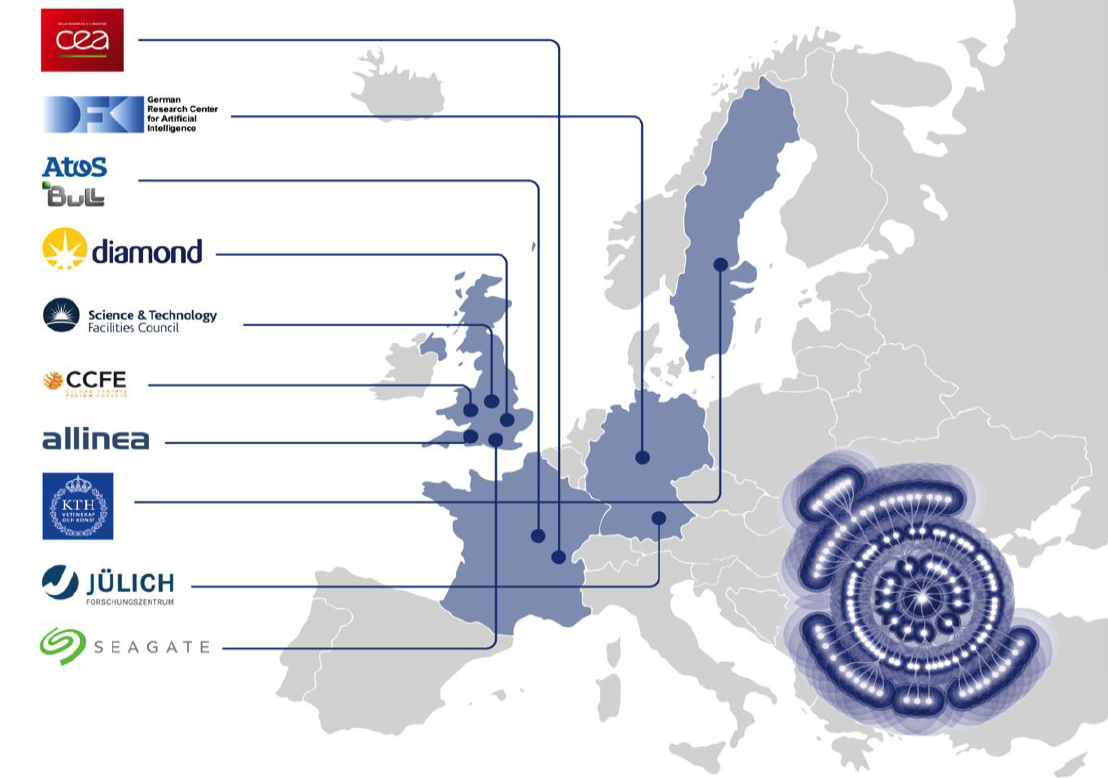 cea
DFKI
German
Research Center
for Artificial
Intelligence
Atos
Bull
diamond
Science & Technology
Facilities Council
CCFE
allinea
KTH
VETENSKAP
OCH KONST
JÜLICH
FORSCHUNGSZENTRUM
SEAGATE